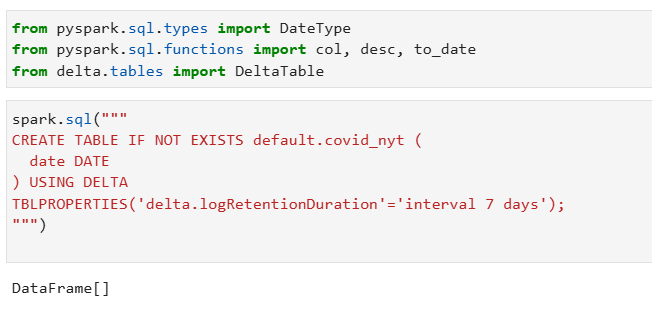 from pyspark.sql.types import DateType
from pyspark.sql.functions import col, desc, to_date
from delta.tables import DeltaTable
spark.sql("""
CREATE TABLE IF NOT EXISTS default.covid_nyt (
  date DATE
) USING DELTA
TBLPROPERTIES('delta.logRetentionDuration'='interval 7 days');
""")
DataFrame[]